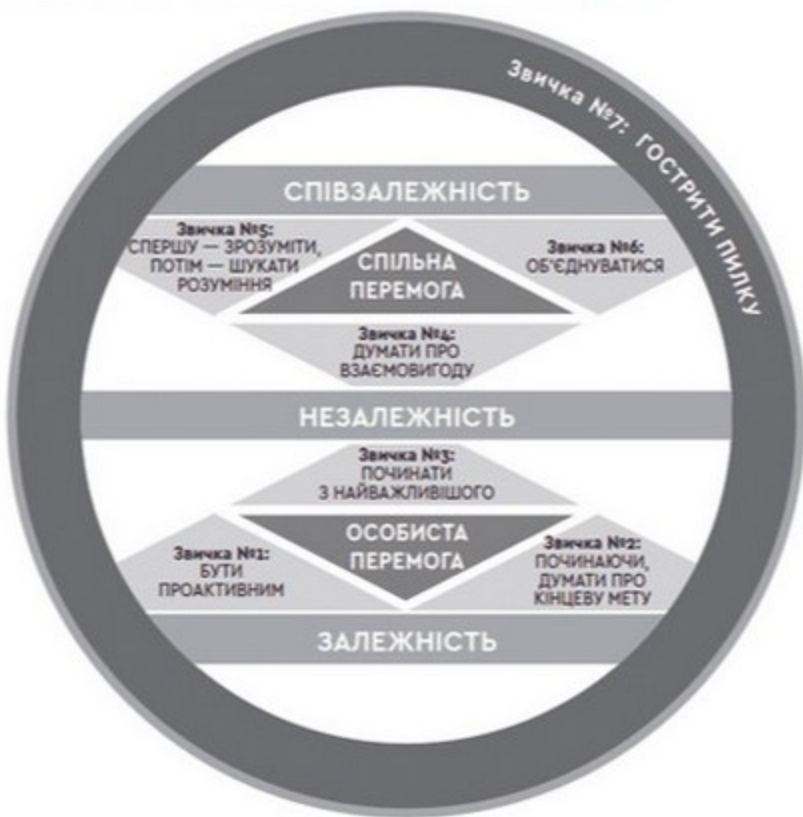 Звичка №7: ГОСТРИТИ ПИЛКУ
СПІВЗАЛЕЖНІСТЬ
Звичка №5:
СПЕРШУ — ЗРОЗУМІТИ,
ПОТІМ — ШУКАТИ
РОЗУМІННЯ
СПІЛЬНА
ПЕРЕМОГА
Звичка №6:
ОБ'ЄДНУВАТИСЯ
Звичка №4:
ДУМАТИ ПРО
ВЗАЄМОВИГОДУ
НЕЗАЛЕЖНІСТЬ
Звичка №3:
ПОЧИНАТИ
З НАЙВАЖЛИВІШОГО
Звичка №1:
БУТИ
ПРОАКТИВНИМ
ОСОБИСТА
ПЕРЕМОГА
Звичка №2:
ПОЧИНАЮЧИ,
ДУМАТИ ПРО
КІНЦЕВУ МЕТУ
ЗАЛЕЖНІСТЬ